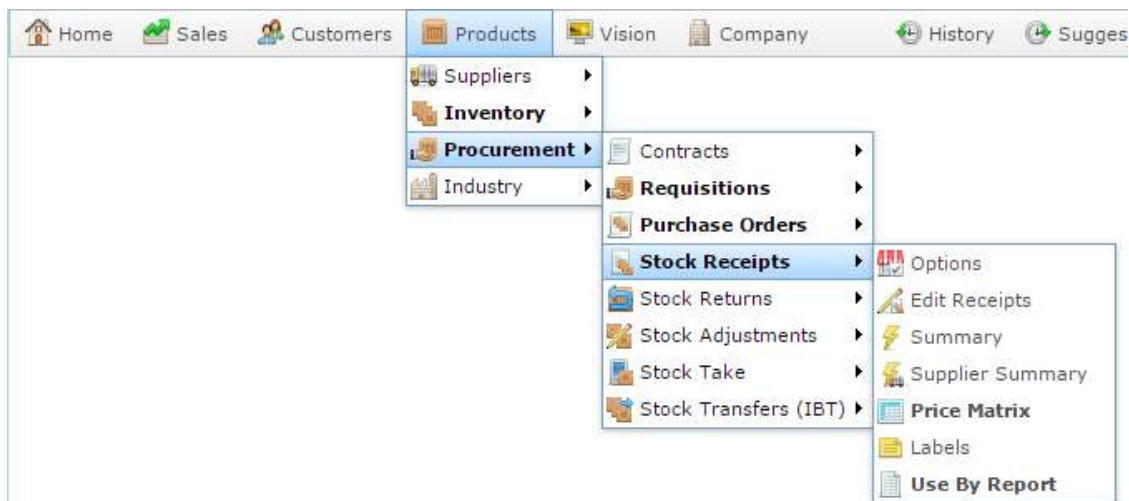 Home Sales Customers Products Vision Company History Sugges
Suppliers
Inventory
Procurement
Industry
Contracts
Requisitions
Purchase Orders
Stock Receipts
Stock Returns
Stock Adjustments
Stock Take
Stock Transfers (IBT)
Options
Edit Receipts
Summary
Supplier Summary
Price Matrix
Labels
Use By Report